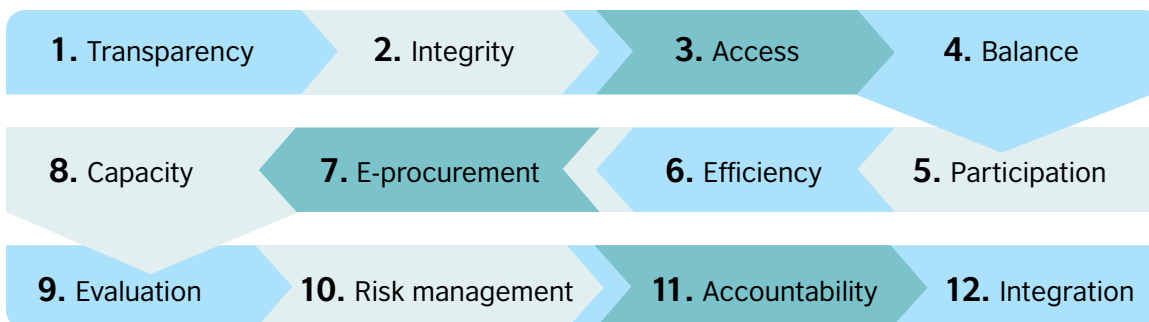 1. Transparency
2. Integrity
3. Access
4. Balance
5. Participation
6. Efficiency
7. E-procurement
8. Capacity
9. Evaluation
10. Risk management
11. Accountability
12. Integration